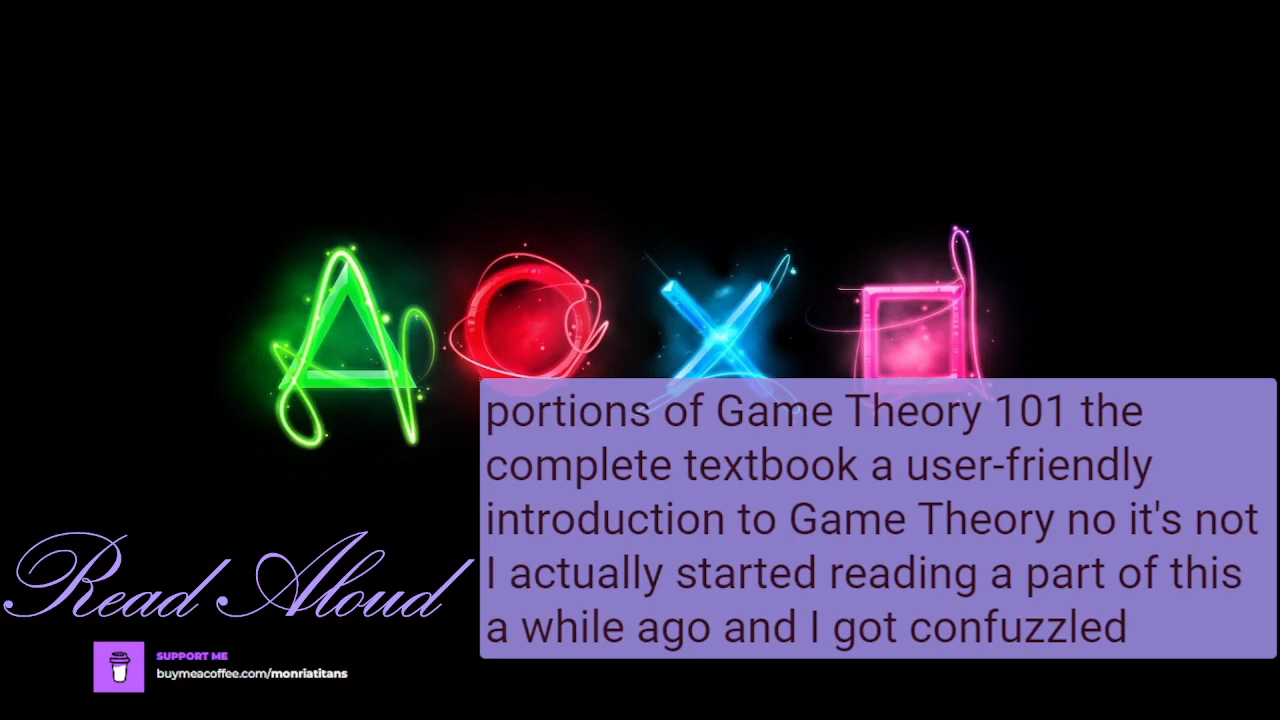 portions of Game Theory 101 the
complete textbook a user-friendly
introduction to Game Theory no it's not
I actually started reading a part of this
a while ago and I got confuzzled
Read Aloud
SUPPORT ME
buymeacoffee.com/monriatitans